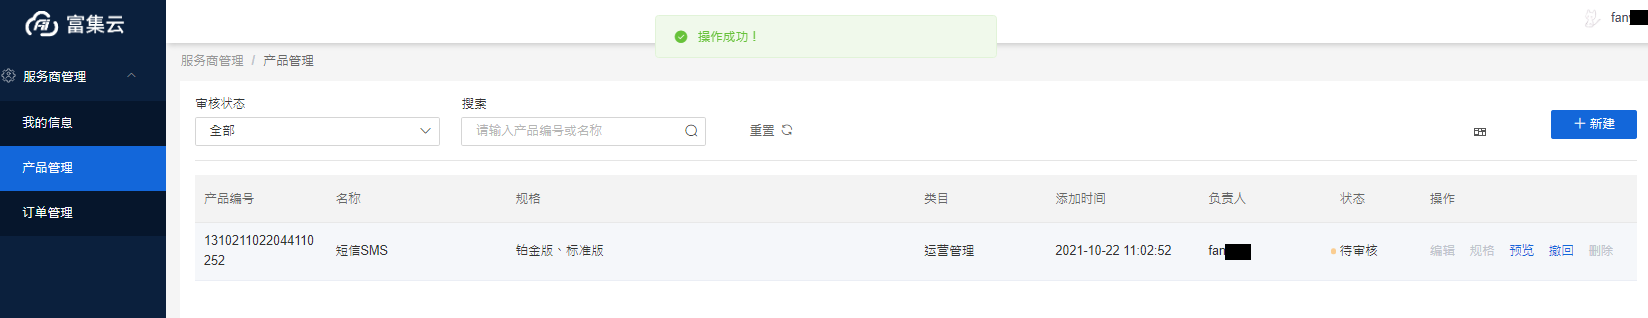 富集云
fan
操作成功！
服务商管理
服务商管理 / 产品管理
我的信息
产品管理
订单管理
审核状态
搜索
全部
请输入产品编号或名称
重置
新建
产品编号 名称 规格 类目 添加时间 负责人 状态 操作
1310211022044110
252
短信SMS 铂金版、标准版 运营管理 2021-10-22 11:02:52 fan 待审核 编辑 规格 预览 撤回 删除